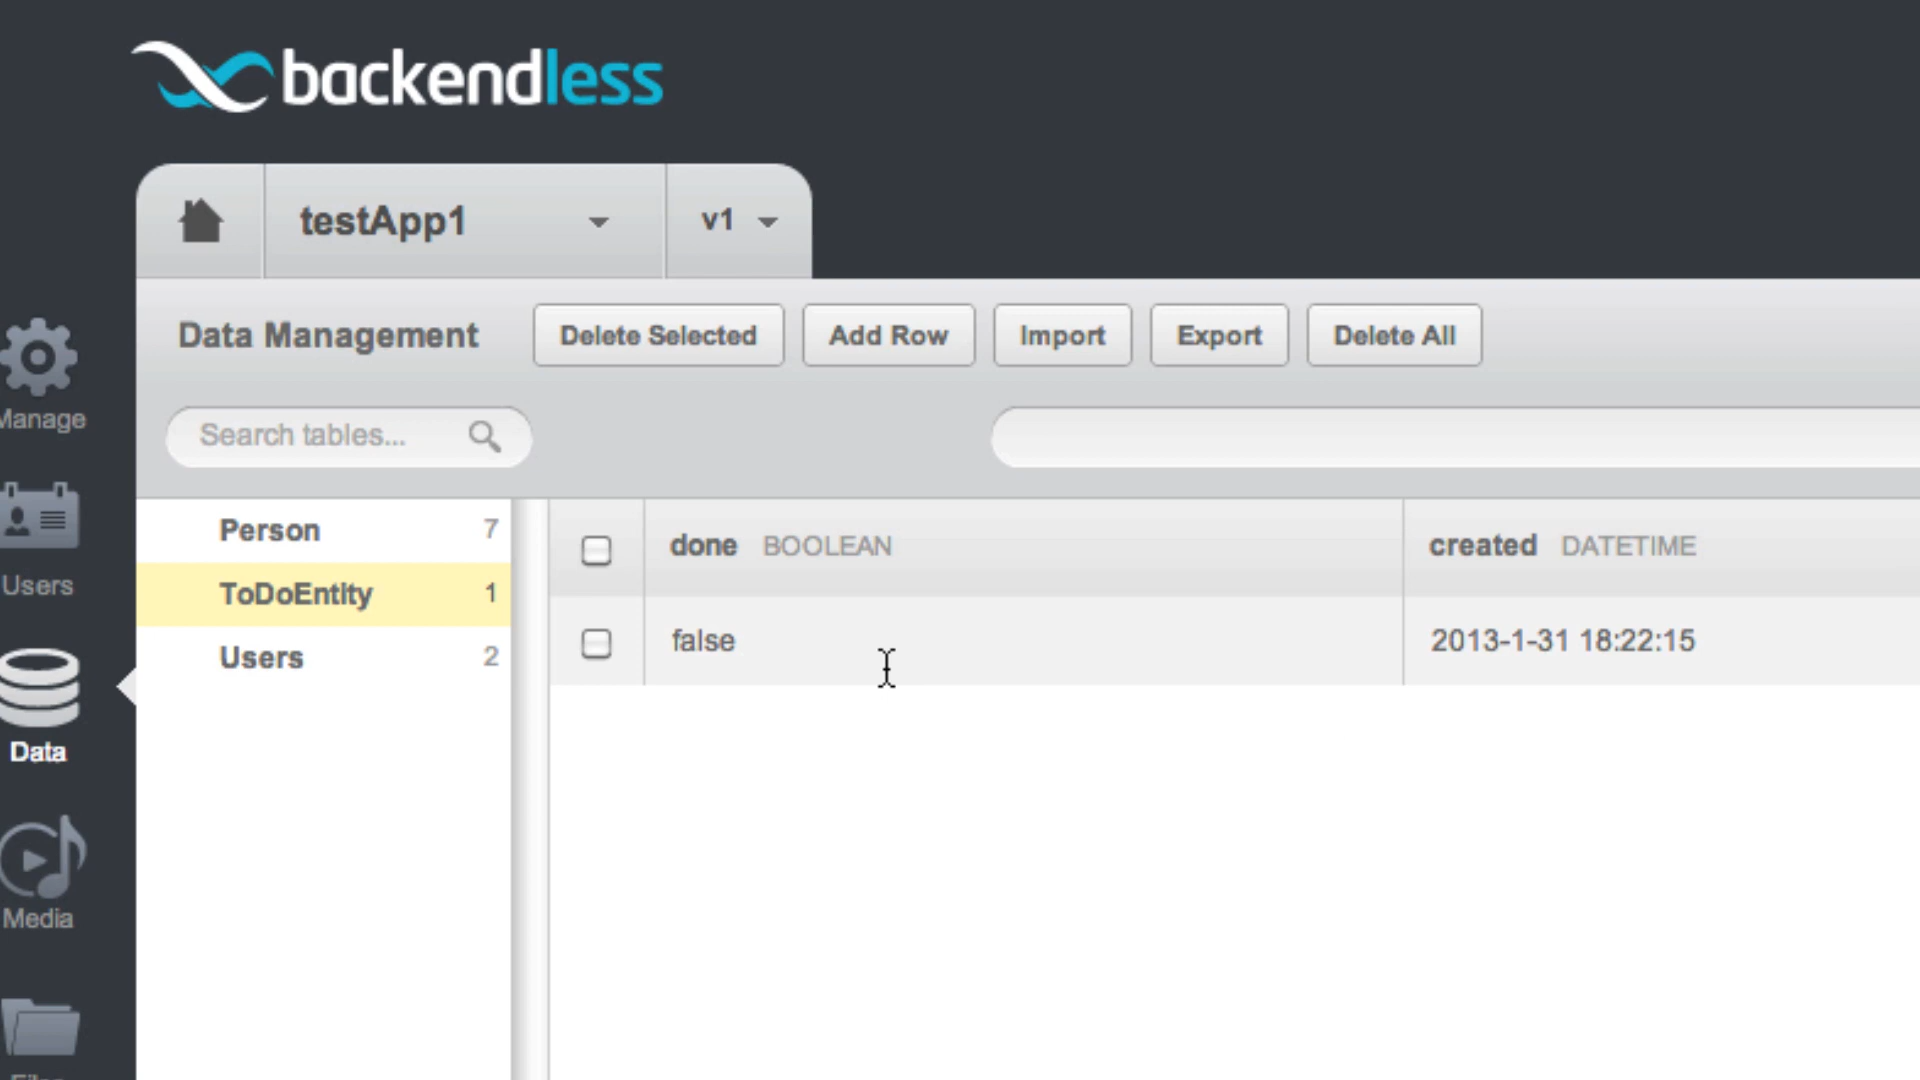 backendless
testApp1
v1
Data Management
Delete Selected
Add Row
Import
Export
Delete All
Manage
Search tables...
Users
Person 7
ToDoEntity 1
Users 2
done BOOLEAN
created DATETIME
false
2013-1-31 18:22:15
Data
Media